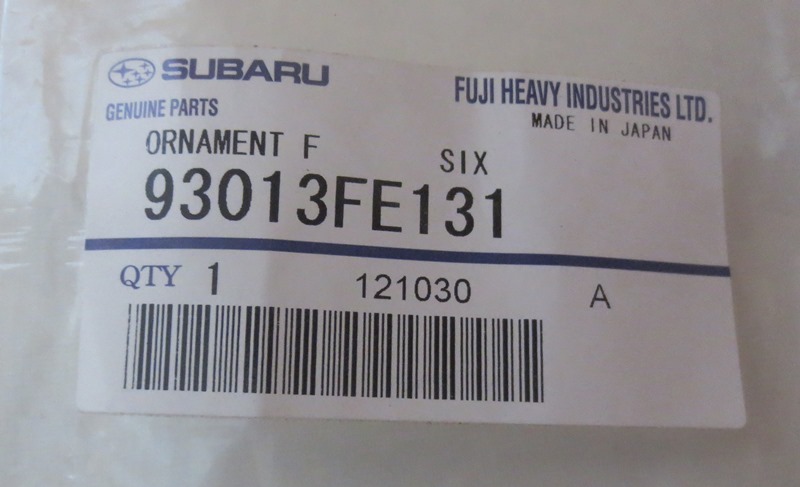 SUBARU
GENUINE PARTS
FUJI HEAVY INDUSTRIES LTD.
MADE IN JAPAN
ORNAMENT F SIX
93013FE131
QTY 1 121030 A